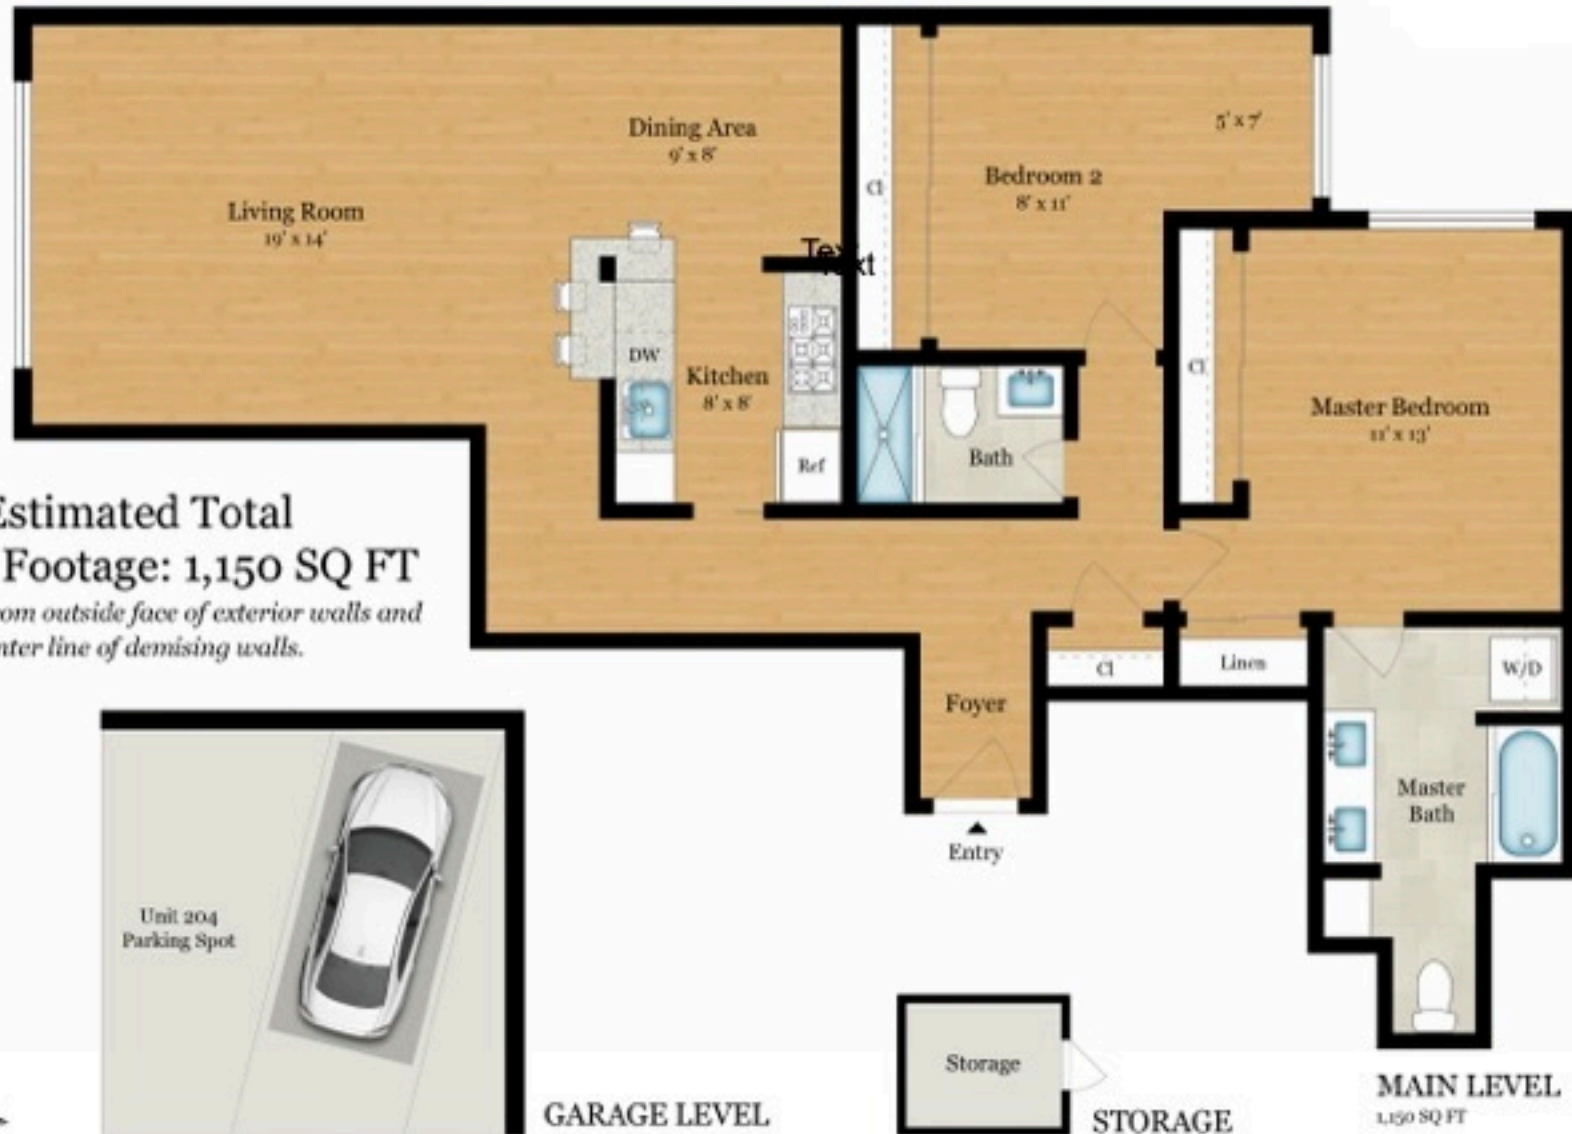 Dining Area
9' x 8'
5' x 7'
Living Room
19' x 14'
Cl
Bedroom 2
8' x 11'
Text
Text
DW
Kitchen
8' x 8'
Ref
Bath
Cl
Master Bedroom
11' x 13'
Estimated Total
Footage: 1,150 SQ FT
om outside face of exterior walls and
nter line of demising walls.
Foyer
Cl
Linen
W/D
Master
Bath
Entry
Unit 204
Parking Spot
Storage
GARAGE LEVEL
STORAGE
MAIN LEVEL
1,150 SQ FT